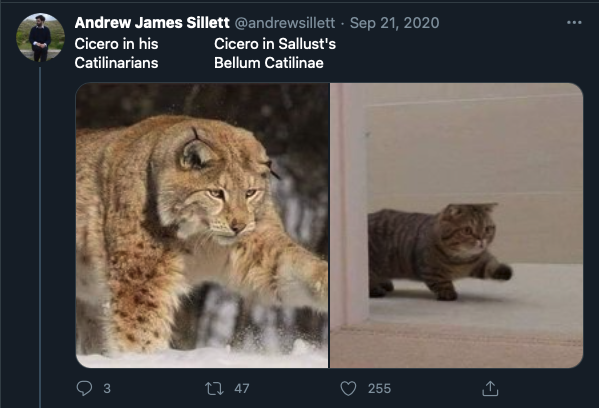 Andrew James Sillett @andrewsillett · Sep 21, 2020
Cicero in his Cicero in Sallust's
Catilinarians Bellum Catilinae
3 47 255